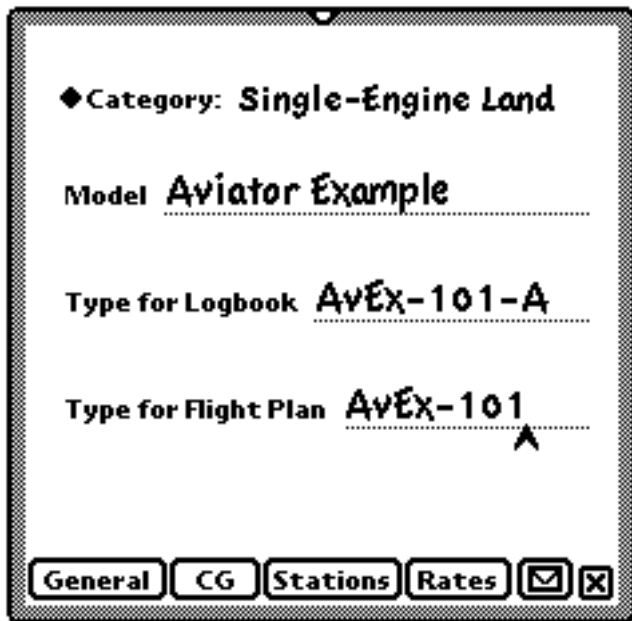 ◆Category: Single-Engine Land
Model Aviator Example
Type for Logbook AvEx-101-A
Type for Flight Plan AvEx-101
General CG Stations Rates